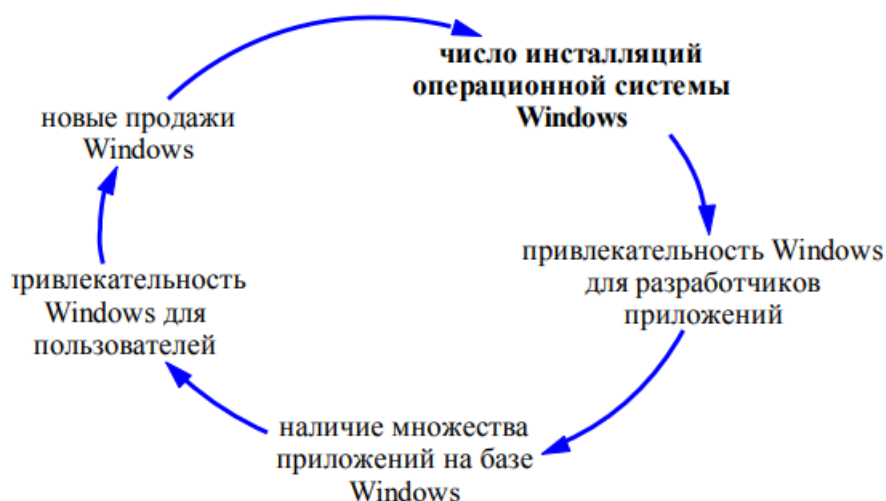 число инсталляций
операционной системы
Windows
новые продажи
Windows
привлекательность Windows
для разработчиков
приложений
привлекательность
Windows для
пользователей
наличие множества
приложений на базе
Windows